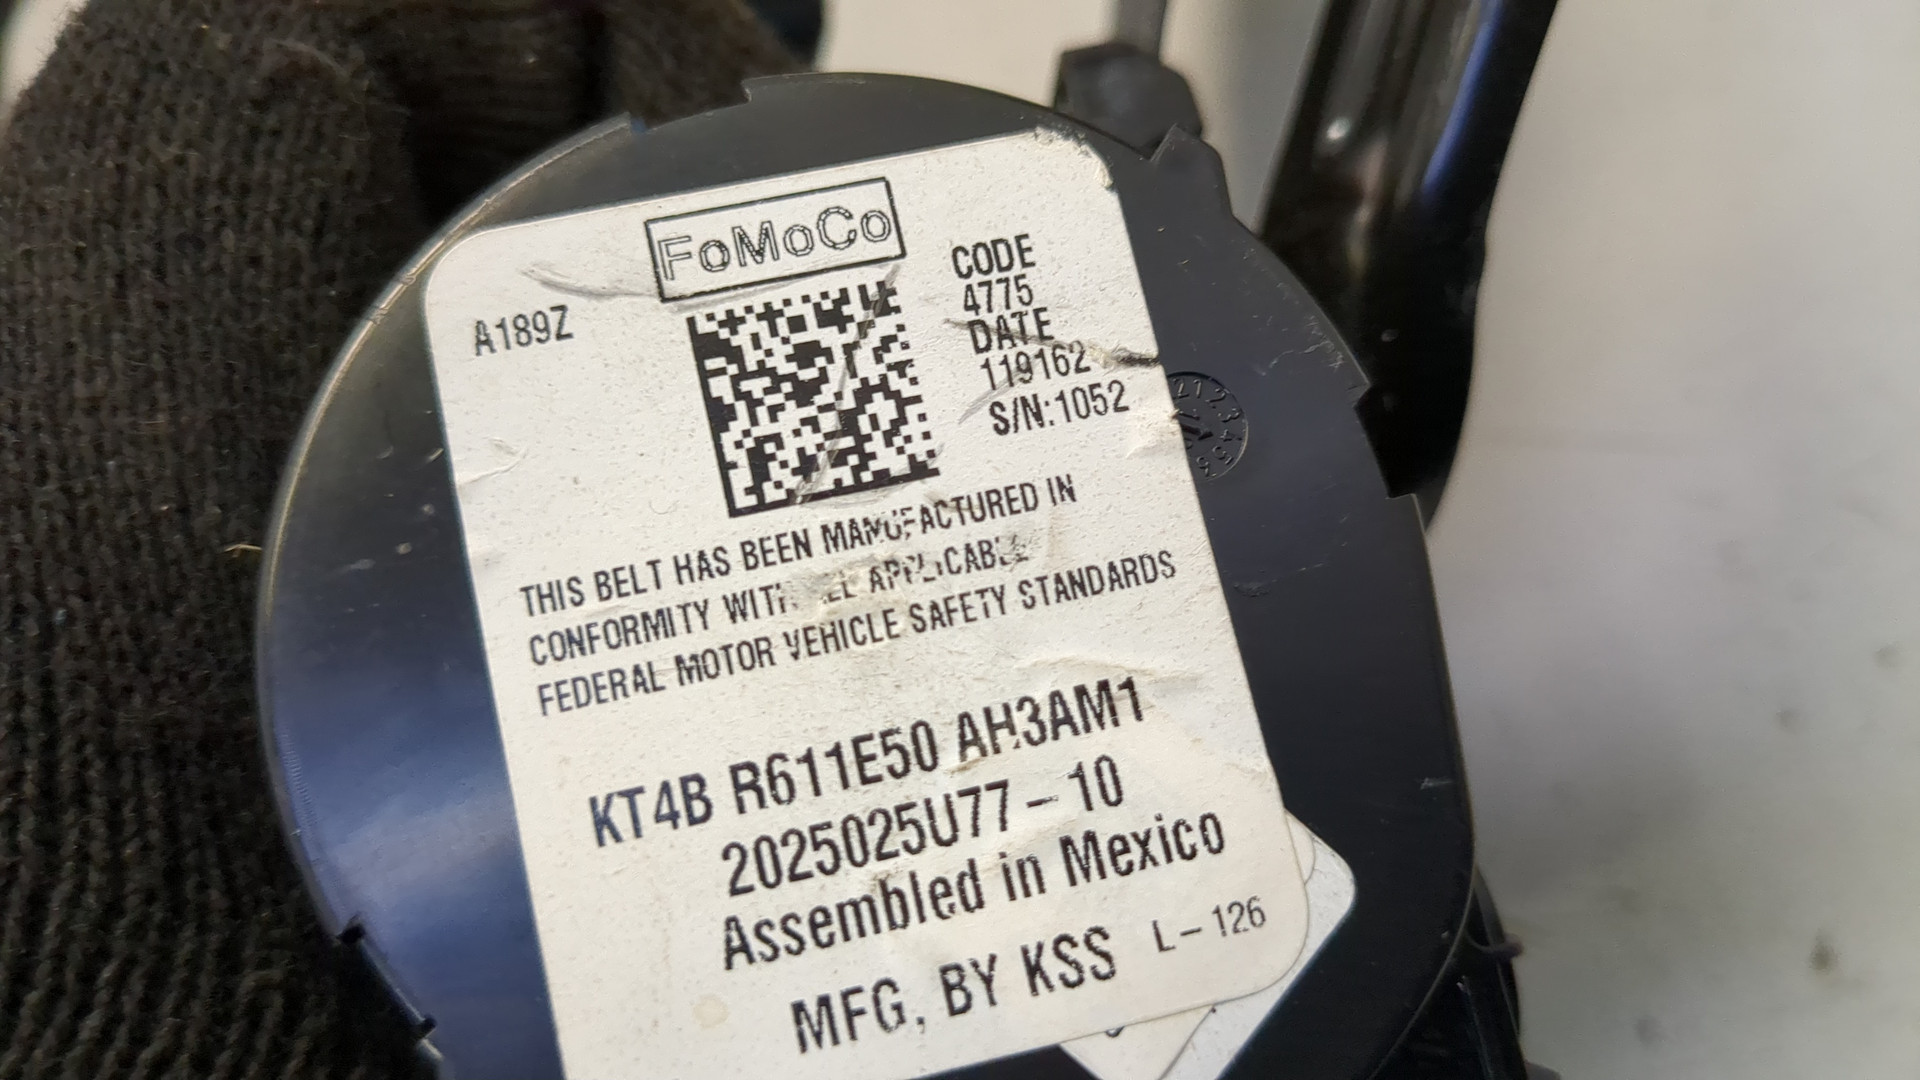 FoMoCo
A189Z
CODE
4775
DATE
119162
S/N:1052
THIS BELT HAS BEEN MANUFACTURED IN
CONFORMITY WITH ALL APPLICABLE
FEDERAL MOTOR VEHICLE SAFETY STANDARDS
KT4B R611E50 AH3AM1
2025025U77-10
Assembled in Mexico
MFG. BY KSS L-126